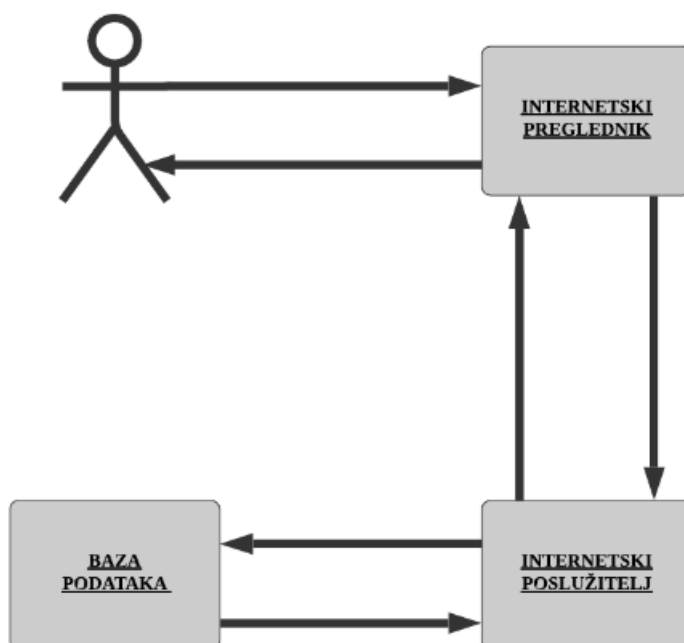 INTERNETSKI
PREGLEDNIK
BAZA
PODATAKA
INTERNETSKI
POSLUŽITELJ